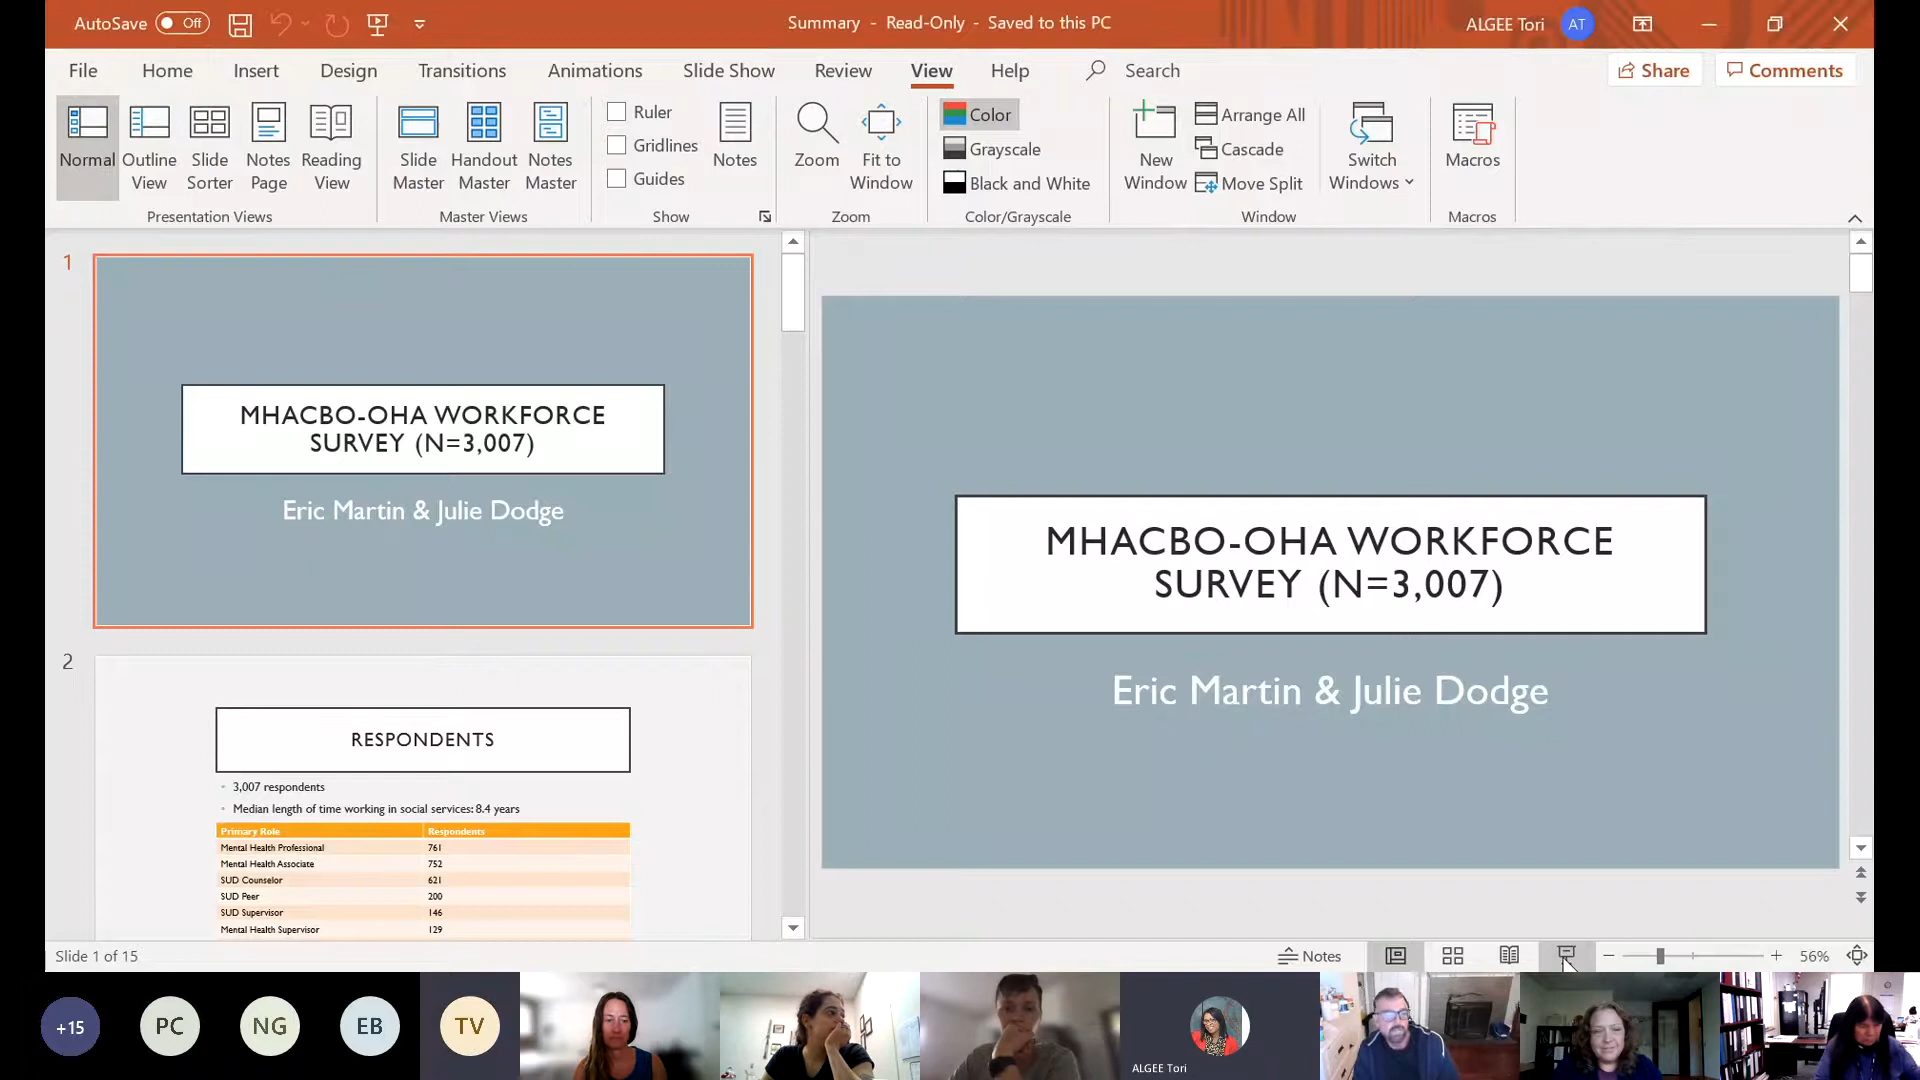 AutoSave Off
Summary - Read-Only - Saved to this PC
ALGEE Tori AT
File Home Insert Design Transitions Animations Slide Show Review View Help Search
Share Comments
Normal
Outline View
Slide Sorter
Notes Page
Reading View
Presentation Views
Slide Master
Handout Master
Notes Master
Master Views
Ruler
Gridlines
Guides
Show
Notes
Zoom
Fit to Window
Zoom
Color
Grayscale
Black and White
Color/Grayscale
New Window
Arrange All
Cascade
Move Split
Switch Windows
Window
Macros
Macros
1
MHACBO-OHA WORKFORCE
SURVEY (N=3,007)
Eric Martin & Julie Dodge
2
RESPONDENTS
3,007 respondents
Median length of time working in social services: 8.4 years
Primary Role Respondents
Mental Health Professional 761
Mental Health Associate 752
SUD Counselor 621
SUD Peer 200
SUD Supervisor 146
Mental Health Supervisor 129
MHACBO-OHA WORKFORCE
SURVEY (N=3,007)
Eric Martin & Julie Dodge
Slide 1 of 15
Notes
56%
+15
PC
NG
EB
TV
ALGEE Tori